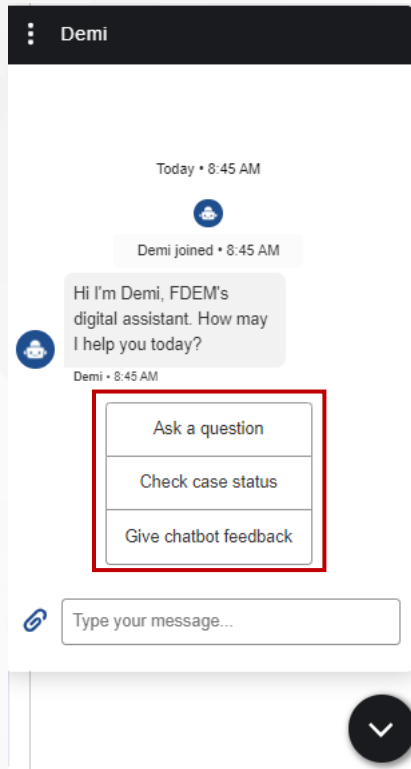 Demi
Today • 8:45 AM
Demi joined • 8:45 AM
Hi I'm Demi, FDEM's
digital assistant. How may
I help you today?
Demi • 8:45 AM
Ask a question
Check case status
Give chatbot feedback
Type your message...